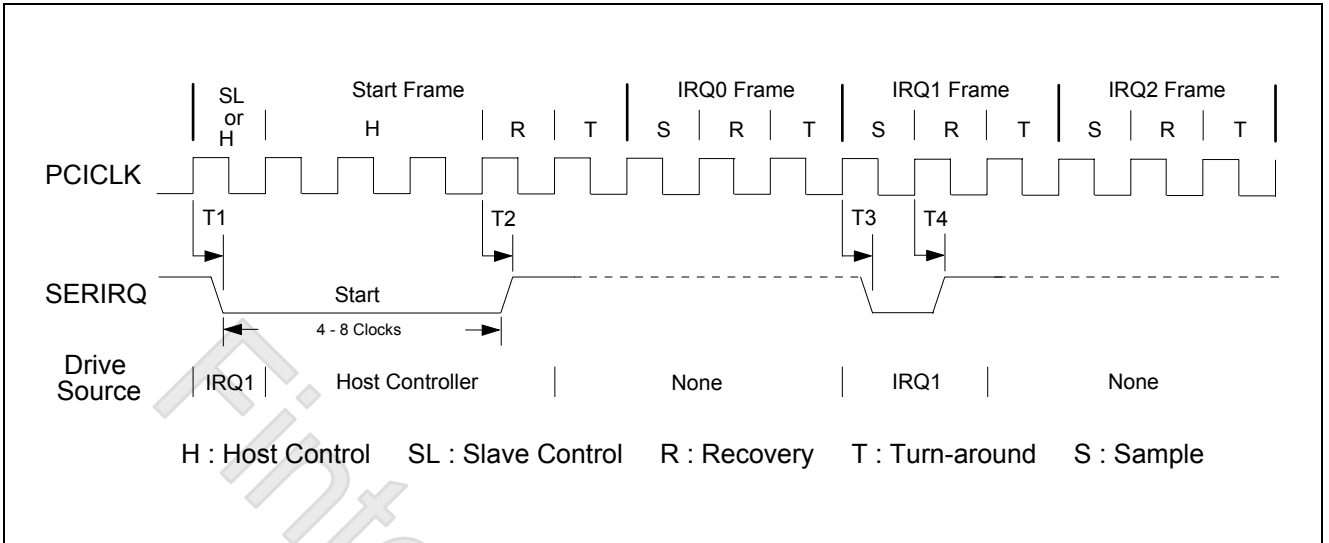 SL or H Start Frame H R T IRQ0 Frame S R T IRQ1 Frame S R T IRQ2 Frame S R T
PCICLK
T1 T2 T3 T4
SERIRQ Start
4 - 8 Clocks
Drive Source IRQ1 Host Controller None IRQ1 None
H : Host Control SL : Slave Control R : Recovery T : Turn-around S : Sample